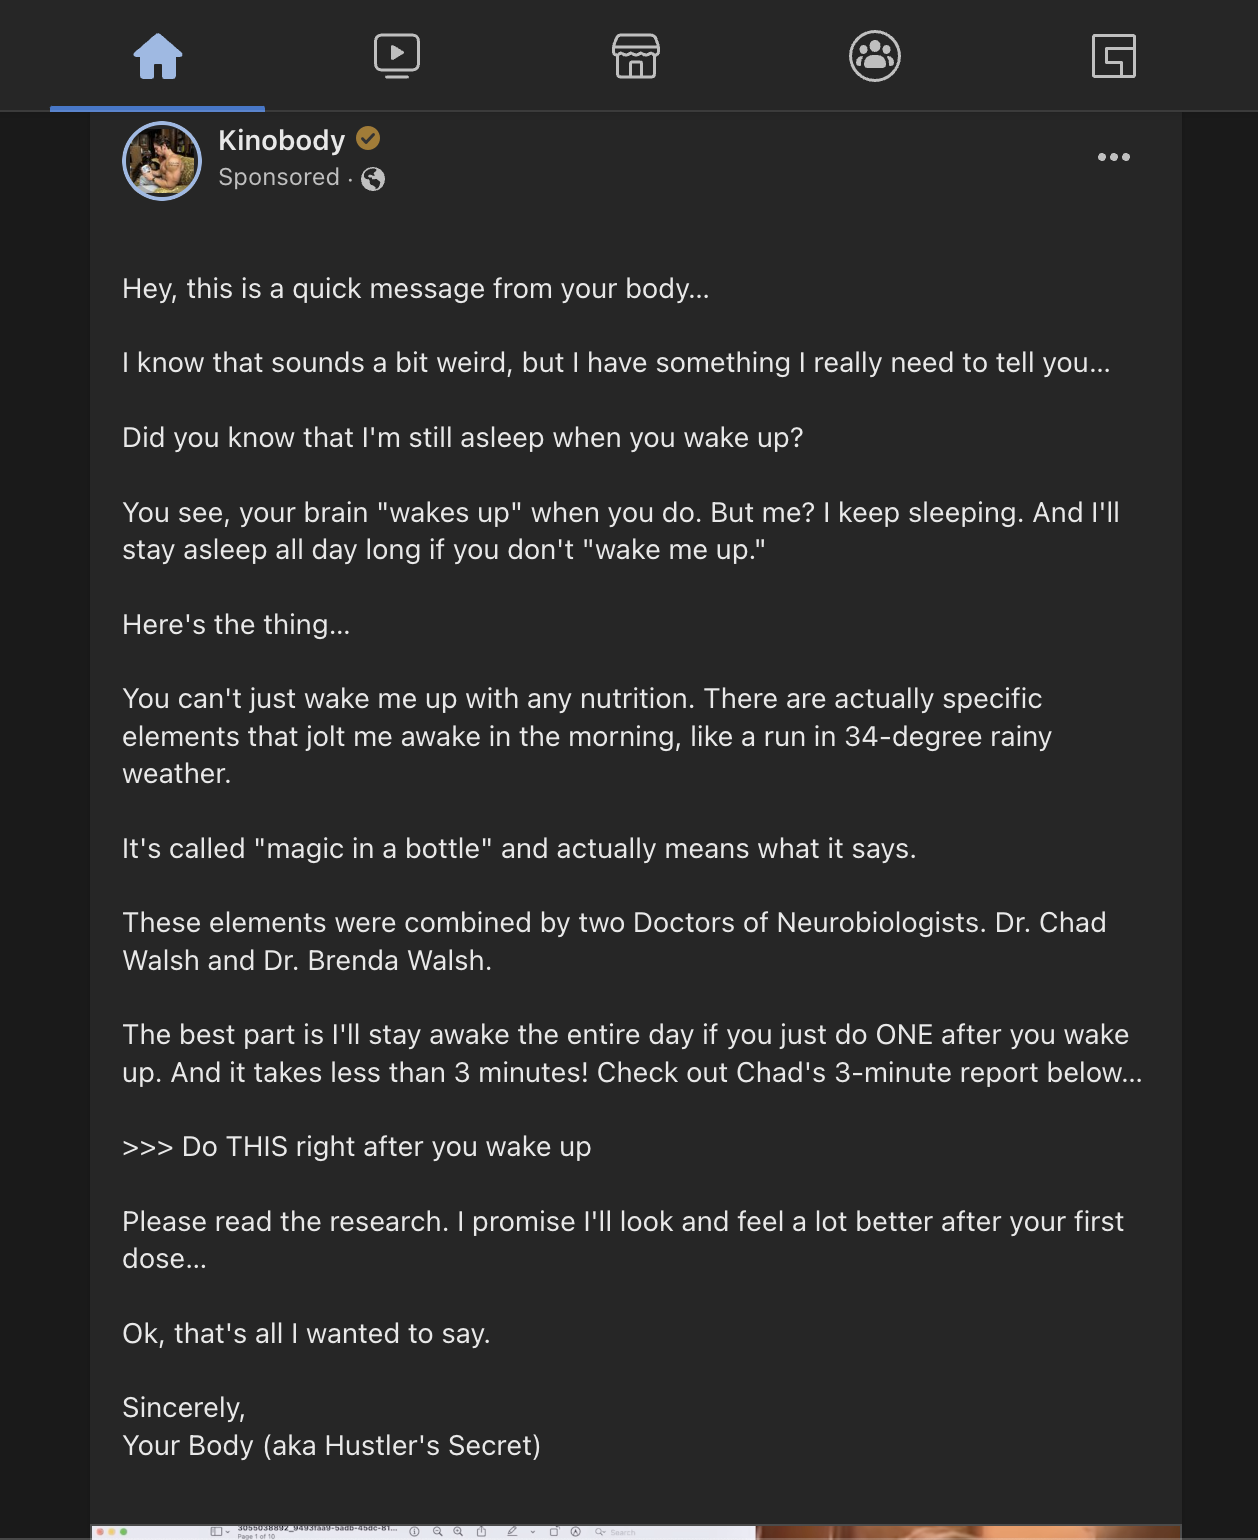 Kinobody
Sponsored ·
Hey, this is a quick message from your body...
I know that sounds a bit weird, but I have something I really need to tell you...
Did you know that I'm still asleep when you wake up?
You see, your brain "wakes up" when you do. But me? I keep sleeping. And I'll
stay asleep all day long if you don't "wake me up."
Here's the thing...
You can't just wake me up with any nutrition. There are actually specific
elements that jolt me awake in the morning, like a run in 34-degree rainy
weather.
It's called "magic in a bottle" and actually means what it says.
These elements were combined by two Doctors of Neurobiologists. Dr. Chad
Walsh and Dr. Brenda Walsh.
The best part is I'll stay awake the entire day if you just do ONE after you wake
up. And it takes less than 3 minutes! Check out Chad's 3-minute report below...
>>> Do THIS right after you wake up
Please read the research. I promise I'll look and feel a lot better after your first
dose...
Ok, that's all I wanted to say.
Sincerely,
Your Body (aka Hustler's Secret)
Page 1 of 10
Search